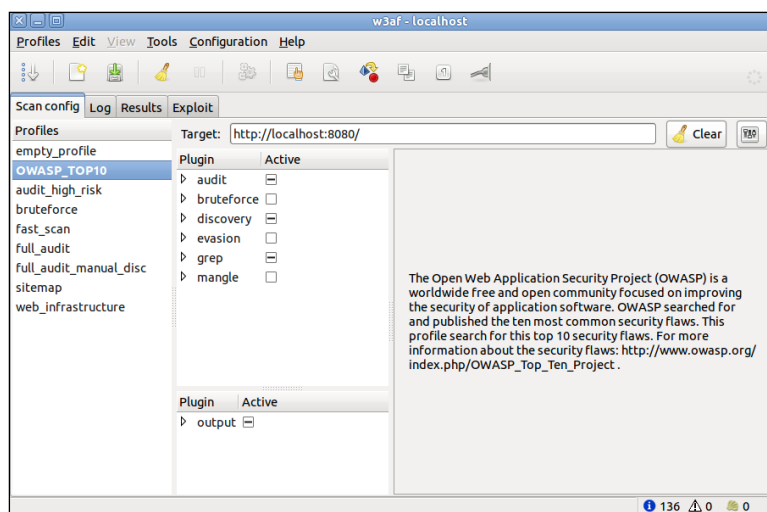 w3af - localhost
Profiles Edit View Tools Configuration Help
Scan config Log Results Exploit
Profiles
empty_profile
OWASP_TOP10
audit_high_risk
bruteforce
fast_scan
full_audit
full_audit_manual_disc
sitemap
web_infrastructure
Target: http://localhost:8080/ Clear
Plugin Active
audit
bruteforce
discovery
evasion
grep
mangle
Plugin Active
output
The Open Web Application Security Project (OWASP) is a
worldwide free and open community focused on improving
the security of application software. OWASP searched for
and published the ten most common security flaws. This
profile search for this top 10 security flaws. For more
information about the security flaws: http://www.owasp.org/
index.php/OWASP_Top_Ten_Project .
136 0 0